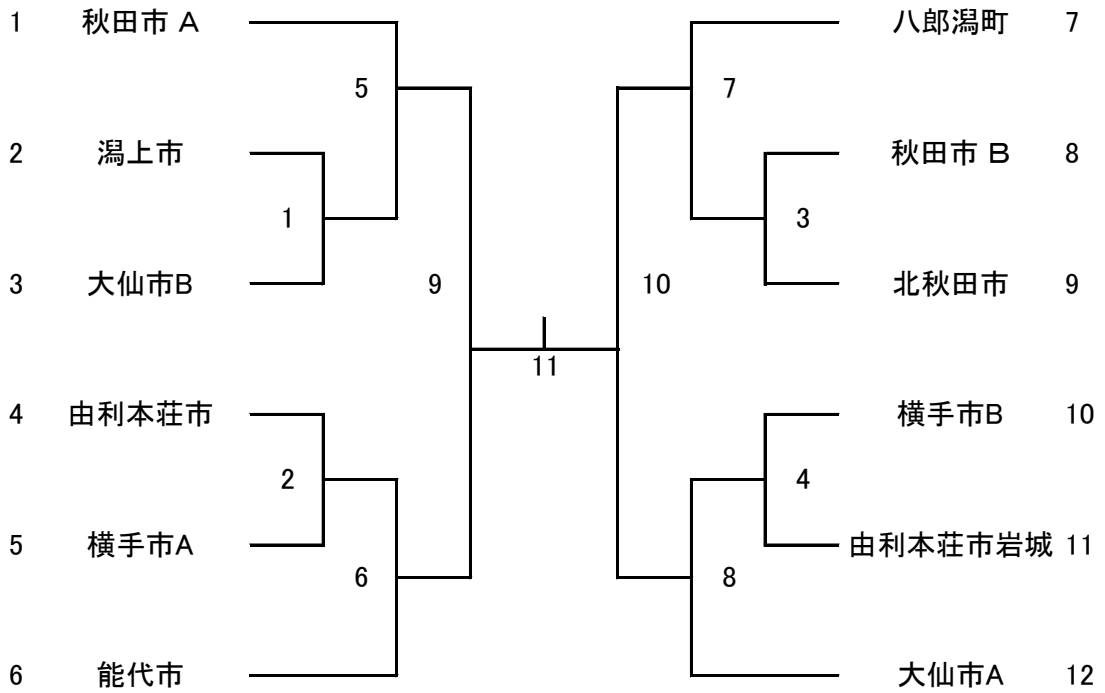 1 秋田市 A 八郎潟町 7
5 7
2 潟上市 秋田市 B 8
1 3
3 大仙市B 9 10 北秋田市 9
11
4 由利本荘市 横手市B 10
2 4
5 横手市A 由利本荘市岩城 11
6 8
6 能代市 大仙市A 12